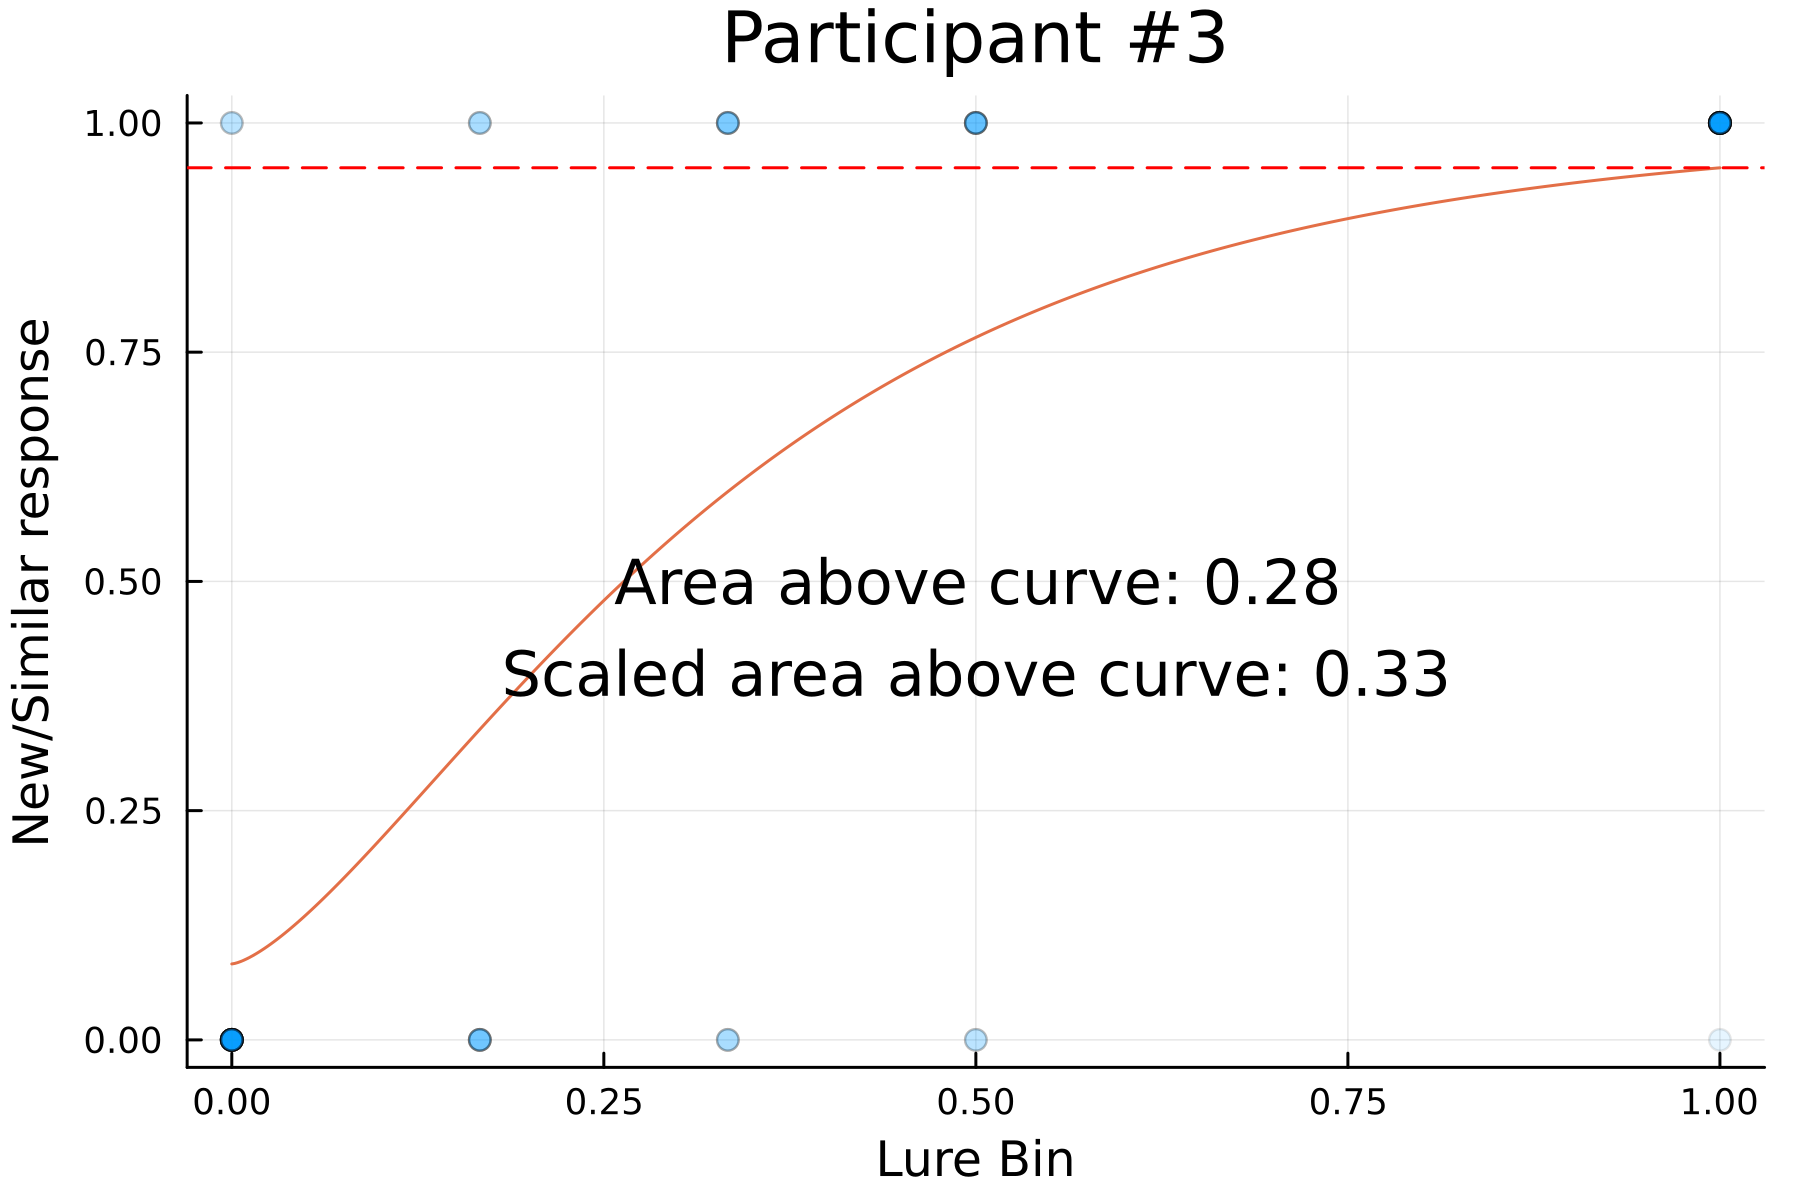 Participant #3
1.00
0.75
0.50
0.25
0.00
New/Similar response
Area above curve: 0.28
Scaled area above curve: 0.33
0.00 0.25 0.50 0.75 1.00
Lure Bin